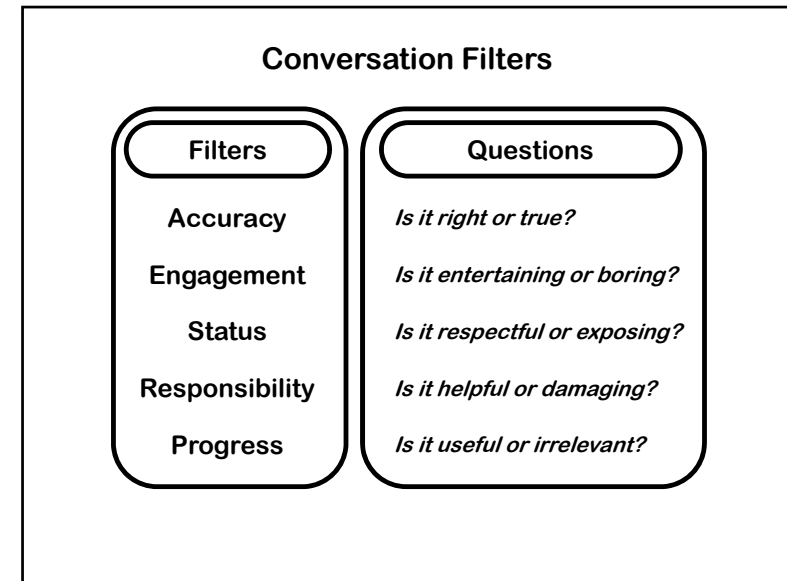 Conversation Filters
Filters
Questions
Accuracy
Is it right or true?
Engagement
Is it entertaining or boring?
Status
Is it respectful or exposing?
Responsibility
Is it helpful or damaging?
Progress
Is it useful or irrelevant?